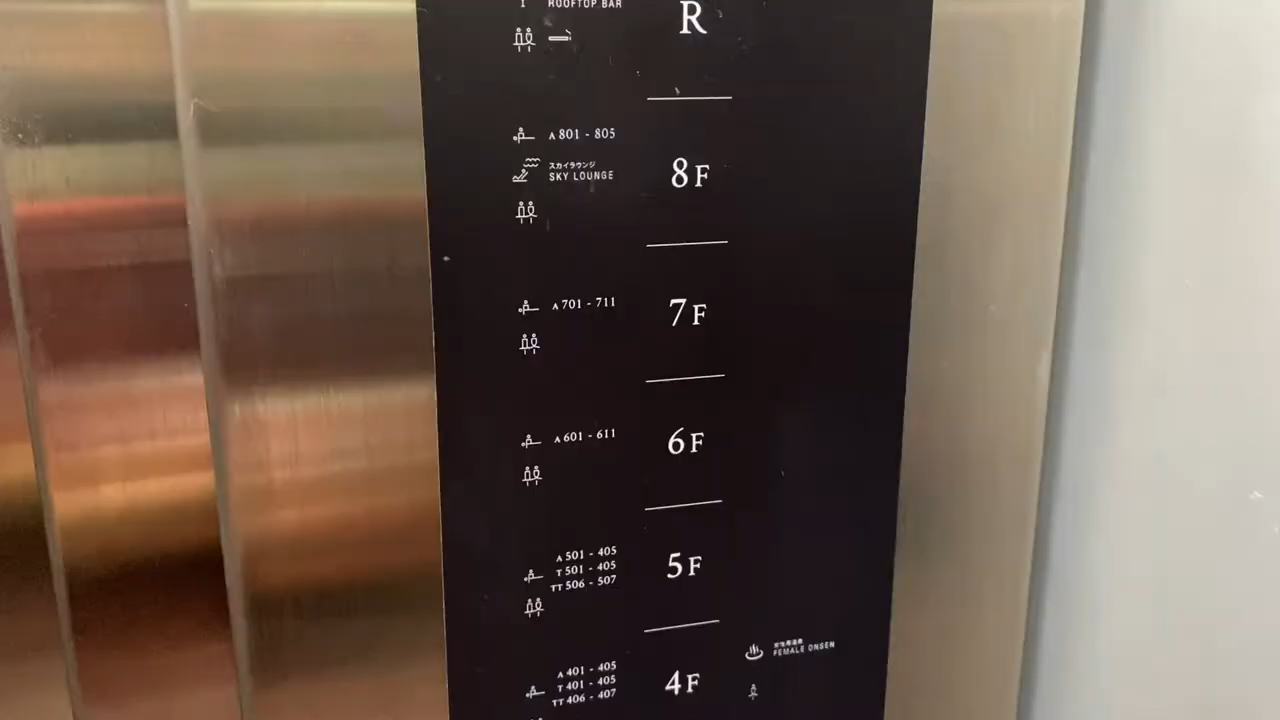 ROOFTOP BAR
R
A 801 - 805
スカイラウンジ
SKY LOUNGE
8F
A 701 - 711
7F
A 601 - 611
6F
A 501 - 405
T 501 - 405
TT 506 - 507
5F
FEMALE ONSEN
A 401 - 405
T 401 - 405
TT 406 - 407
4F